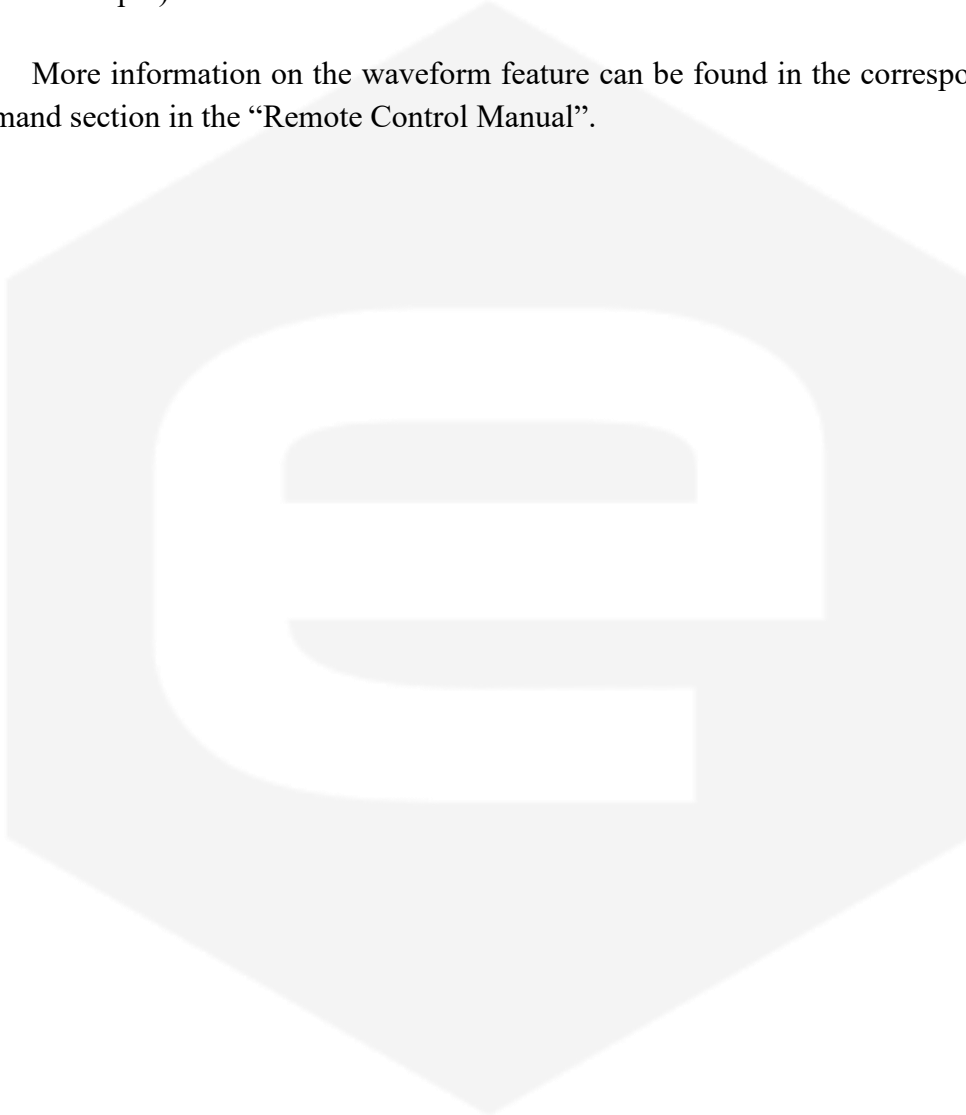 More information on the waveform feature can be found in the correspo
mand section in the “Remote Control Manual”.